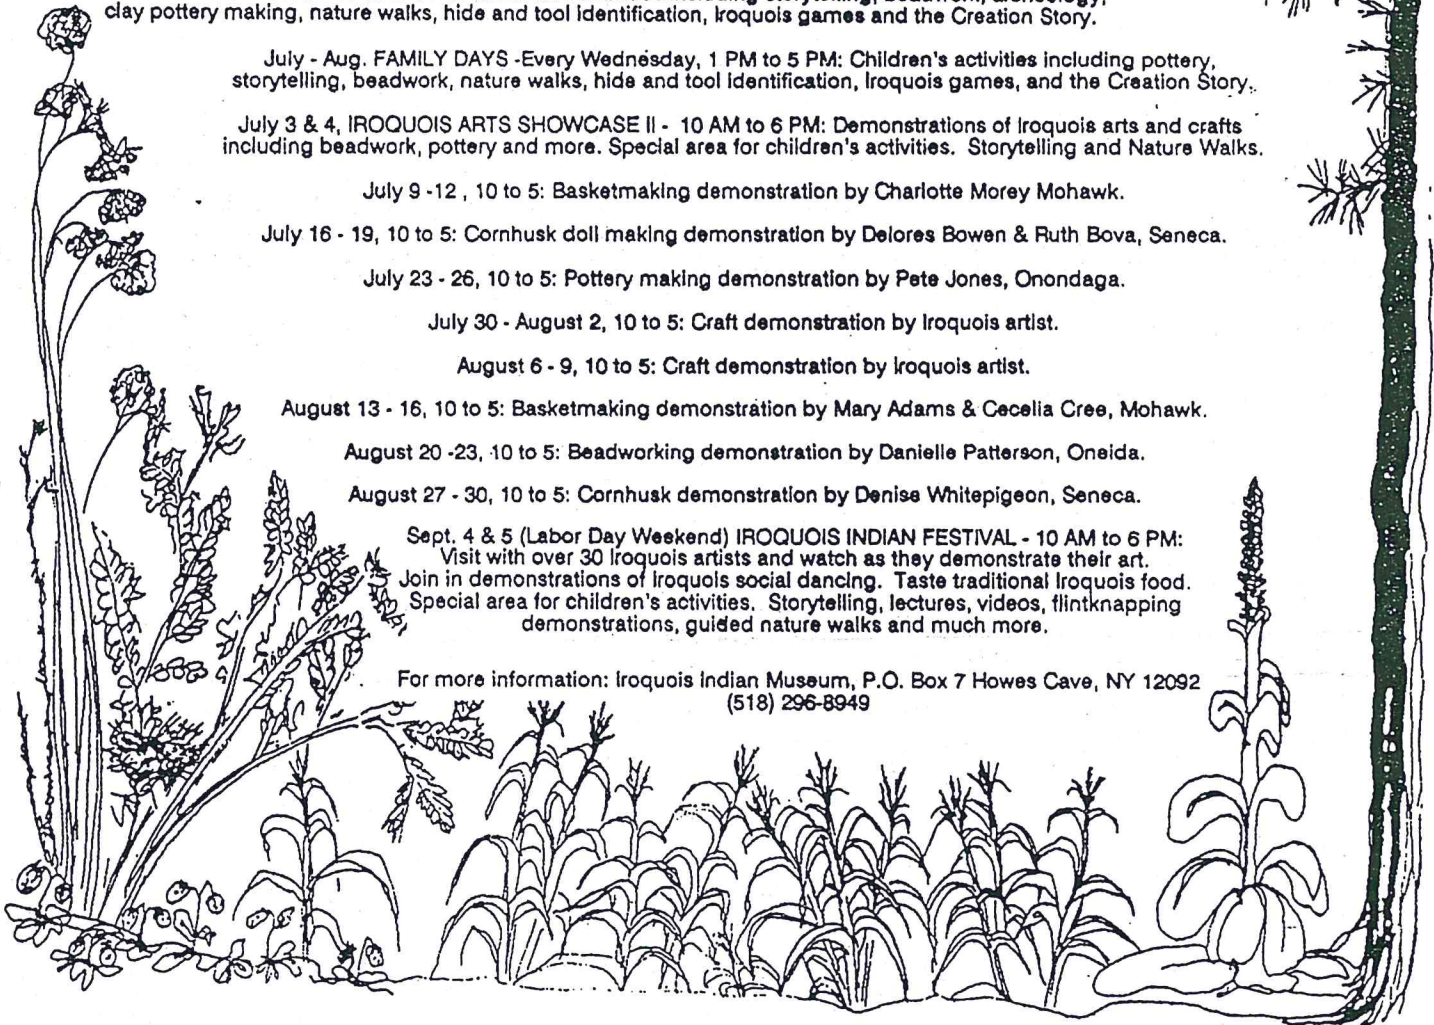 clay pottery making, nature walks, hide and tool identification, Iroquois games and the Creation Story.
July - Aug. FAMILY DAYS -Every Wednesday, 1 PM to 5 PM: Children's activities including pottery,
storytelling, beadwork, nature walks, hide and tool identification, Iroquois games, and the Creation Story.
July 3 & 4, IROQUOIS ARTS SHOWCASE II - 10 AM to 6 PM: Demonstrations of Iroquois arts and crafts
including beadwork, pottery and more. Special area for children's activities. Storytelling and Nature Walks.
July 9 -12 , 10 to 5: Basketmaking demonstration by Charlotte Morey Mohawk.
July 16 - 19, 10 to 5: Cornhusk doll making demonstration by Delores Bowen & Ruth Bova, Seneca.
July 23 - 26, 10 to 5: Pottery making demonstration by Pete Jones, Onondaga.
July 30 - August 2, 10 to 5: Craft demonstration by Iroquois artist.
August 6 - 9, 10 to 5: Craft demonstration by Iroquois artist.
August 13 - 16, 10 to 5: Basketmaking demonstration by Mary Adams & Cecelia Cree, Mohawk.
August 20 -23, 10 to 5: Beadworking demonstration by Danielle Patterson, Oneida.
August 27 - 30, 10 to 5: Cornhusk demonstration by Denise Whitepigeon, Seneca.
Sept. 4 & 5 (Labor Day Weekend) IROQUOIS INDIAN FESTIVAL - 10 AM to 6 PM:
Visit with over 30 Iroquois artists and watch as they demonstrate their art.
Join in demonstrations of Iroquois social dancing. Taste traditional Iroquois food.
Special area for children's activities. Storytelling, lectures, videos, flintknapping
demonstrations, guided nature walks and much more.
For more information: Iroquois Indian Museum, P.O. Box 7 Howes Cave, NY 12092
(518) 296-8949